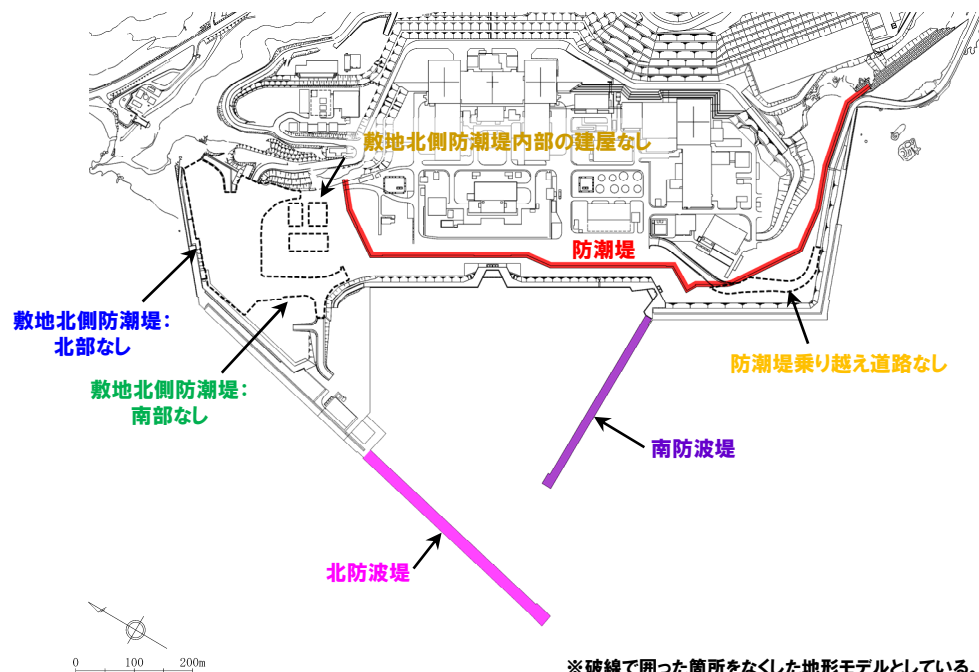 敷地北側防潮堤内部の建屋なし
防潮堤
敷地北側防潮堤：
北部なし
敷地北側防潮堤：
南部なし
防潮堤乗り越え道路なし
南防波堤
北防波堤
0 100 200m
※破線で囲った箇所をなくした地形モデルとしている。